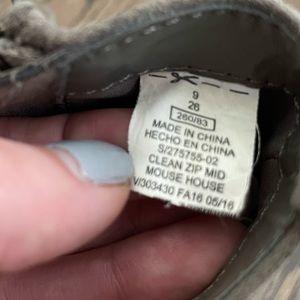 9
26
260/83
MADE IN CHINA
HECHO EN CHINA
S/275755-02
CLEAN ZIP MID
MOUSE HOUSE
V/303430 FA16 05/16